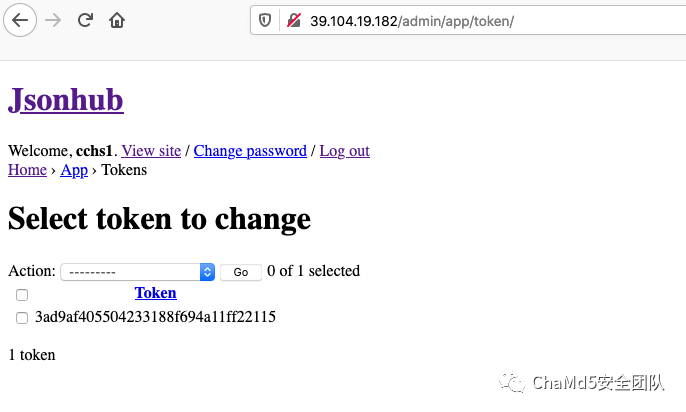 39.104.19.182/admin/app/token/
Jsonhub
Welcome, cchs1. View site / Change password / Log out
Home › App › Tokens
Select token to change
Action: --------- Go 0 of 1 selected
Token
3ad9af405504233188f694a11ff22115
1 token
ChaMd5安全团队